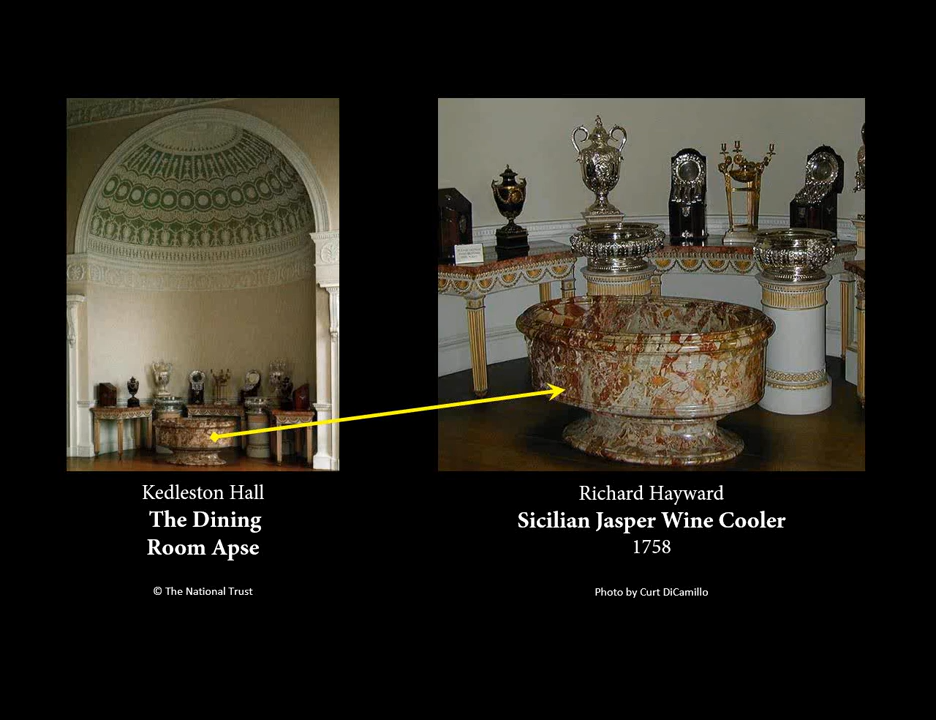 Kedleston Hall
The Dining
Room Apse
© The National Trust
Richard Hayward
Sicilian Jasper Wine Cooler
1758
Photo by Curt DiCamillo